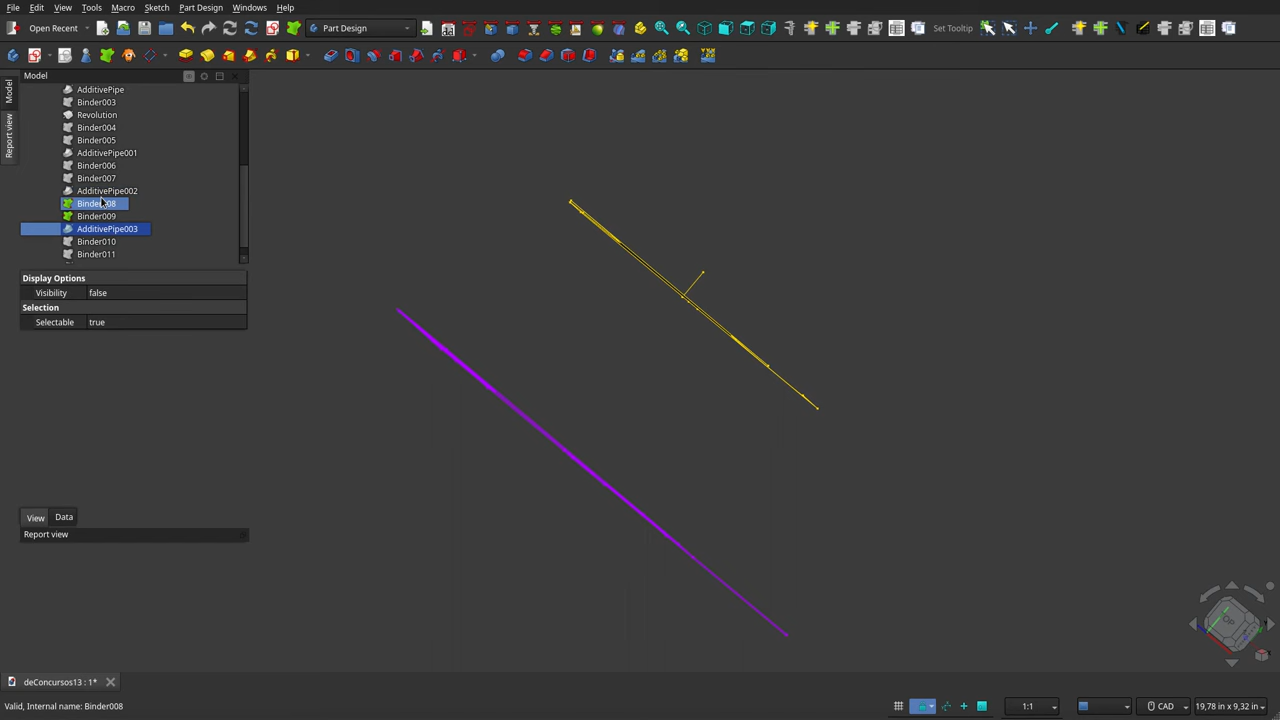 File Edit View Tools Macro Sketch Part Design Windows Help
Open Recent
Part Design
Set Tooltip
Model
Model
Report view
AdditivePipe
Binder003
Revolution
Binder004
Binder005
AdditivePipe001
Binder006
Binder007
AdditivePipe002
Binder008
Binder009
AdditivePipe003
Binder010
Binder011
Display Options
Visibility false
Selection
Selectable true
View Data
Report view
deConcursos13 : 1*
Valid, Internal name: Binder008
1:1
CAD
19,78 in x 9,32 in